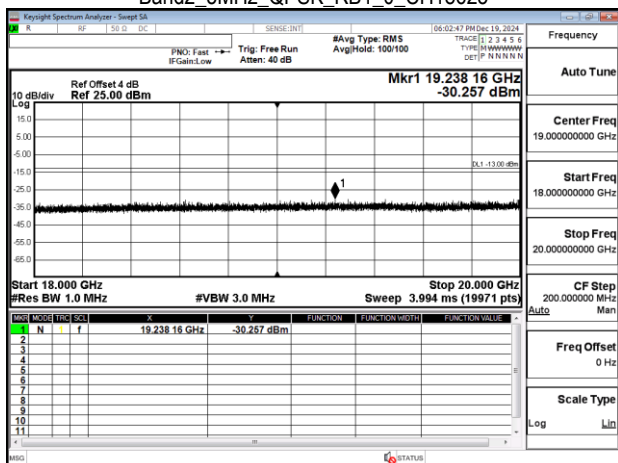 Keysight Spectrum Analyzer - Swept SA
R RF 50 Ω DC SENSE:INT 06:02:47 PM Dec 19, 2024
#Avg Type: RMS TRACE 1 2 3 4 5 6
PNO: Fast Trig: Free Run Avg|Hold: 100/100 TYPE M WWWWW
IFGain:Low Atten: 40 dB DET P N N N N N
Mkr1 19.238 16 GHz
-30.257 dBm
Ref Offset 4 dB
10 dB/div Ref 25.00 dBm
Log
15.0
5.00
-5.00
DL1 -13.00 dBm
-15.0
1
-25.0
-35.0
-45.0
-55.0
-65.0
Start 18.000 GHz Stop 20.000 GHz
#Res BW 1.0 MHz #VBW 3.0 MHz Sweep 3.994 ms (19971 pts)
MKR MODE TRC SCL X Y FUNCTION FUNCTION WIDTH FUNCTION VALUE
1 N 1 f 19.238 16 GHz -30.257 dBm
2
3
4
5
6
7
8
9
10
11
MSG STATUS
Frequency
Auto Tune
Center Freq
19.000000000 GHz
Start Freq
18.000000000 GHz
Stop Freq
20.000000000 GHz
CF Step
200.000000 MHz
Auto Man
Freq Offset
0 Hz
Scale Type
Log Lin